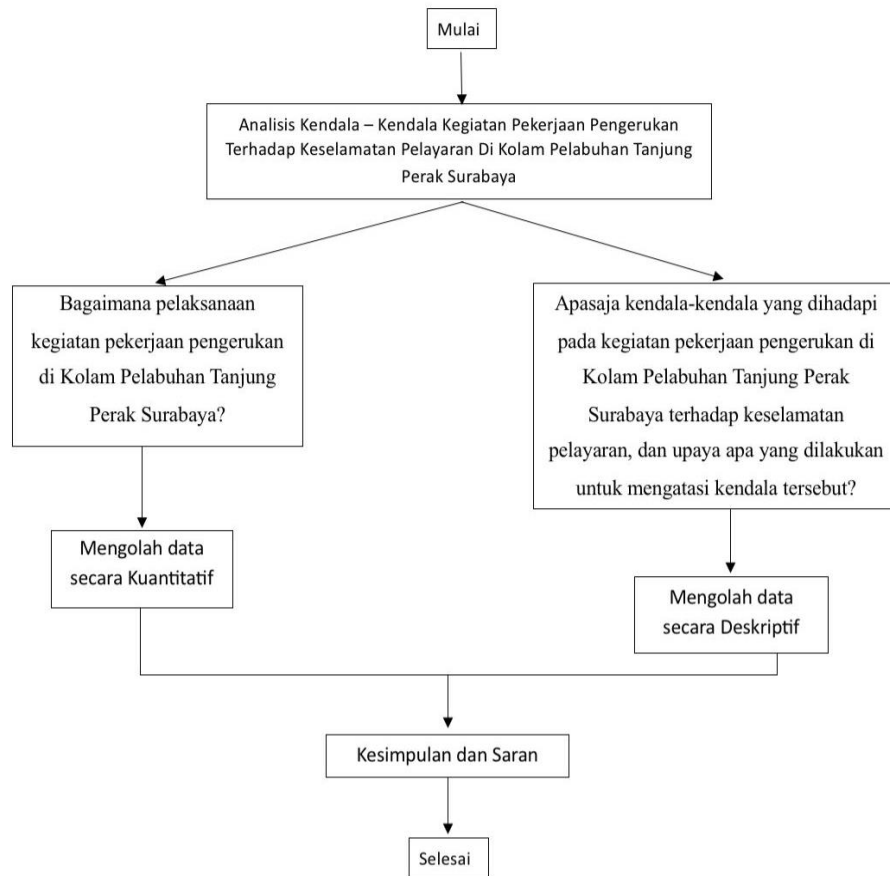 Mulai
Analisis Kendala – Kendala Kegiatan Pekerjaan Pengerukan
Terhadap Keselamatan Pelayaran Di Kolam Pelabuhan Tanjung
Perak Surabaya
Bagaimana pelaksanaan
kegiatan pekerjaan pengerukan
di Kolam Pelabuhan Tanjung
Perak Surabaya?
Apasaja kendala-kendala yang dihadapi
pada kegiatan pekerjaan pengerukan di
Kolam Pelabuhan Tanjung Perak
Surabaya terhadap keselamatan
pelayaran, dan upaya apa yang dilakukan
untuk mengatasi kendala tersebut?
Mengolah data
secara Kuantitatif
Mengolah data
secara Deskriptif
Kesimpulan dan Saran
Selesai